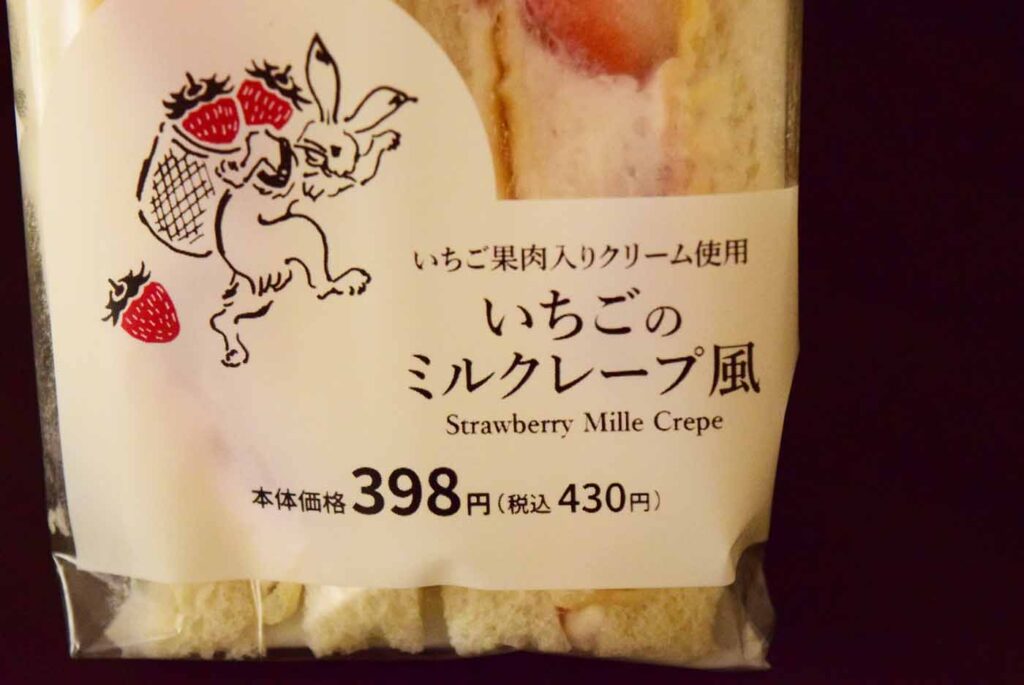 いちご果肉入りクリーム使用
いちごの
ミルクレープ風
Strawberry Mille Crepe
本体価格398円(税込430円)